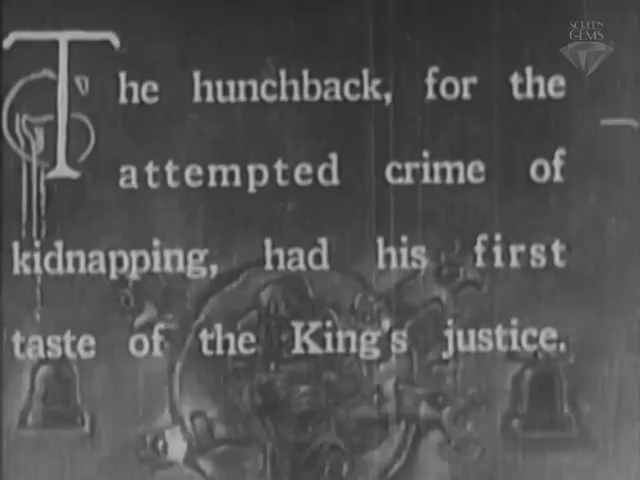 SCREEN
GEMS
The hunchback, for the
attempted crime of
kidnapping, had his first
taste of the King's justice.